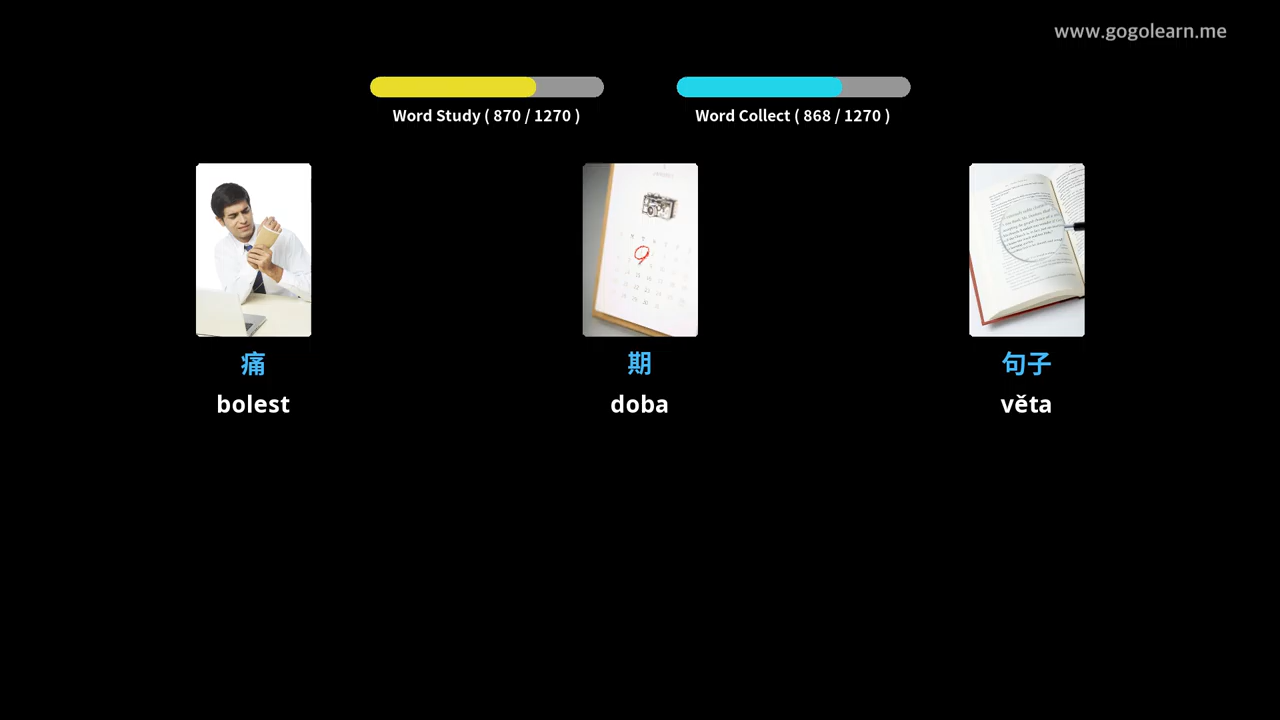 www.gogolearn.me
Word Study ( 870 / 1270 )
Word Collect ( 868 / 1270 )
痛
期
句子
bolest
doba
věta